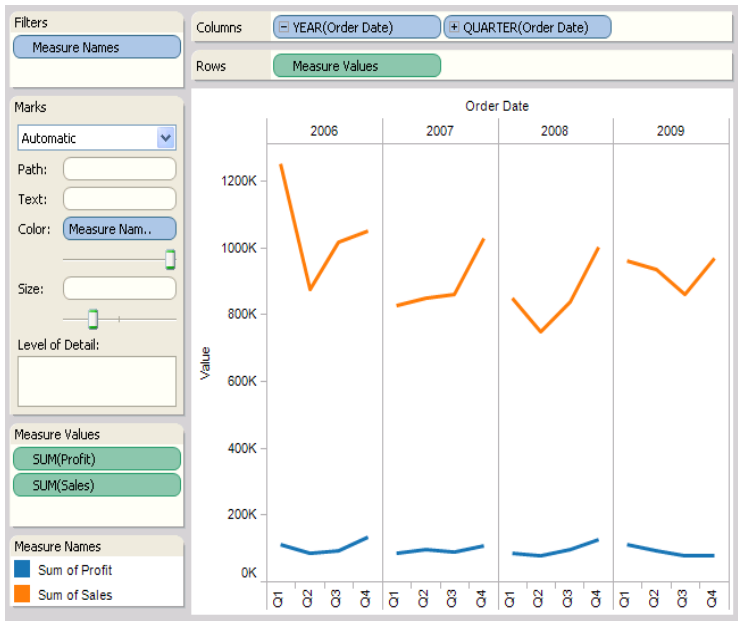 Filters
Measure Names
Columns
YEAR(Order Date)
QUARTER(Order Date)
Rows
Measure Values
Marks
Automatic
Path:
Text:
Color:
Measure Nam..
Size:
Level of Detail:
Measure Values
SUM(Profit)
SUM(Sales)
Measure Names
Sum of Profit
Sum of Sales
Order Date
2006 2007 2008 2009
Value
1200K
1000K
800K
600K
400K
200K
0K
Q1 Q2 Q3 Q4 Q1 Q2 Q3 Q4 Q1 Q2 Q3 Q4 Q1 Q2 Q3 Q4